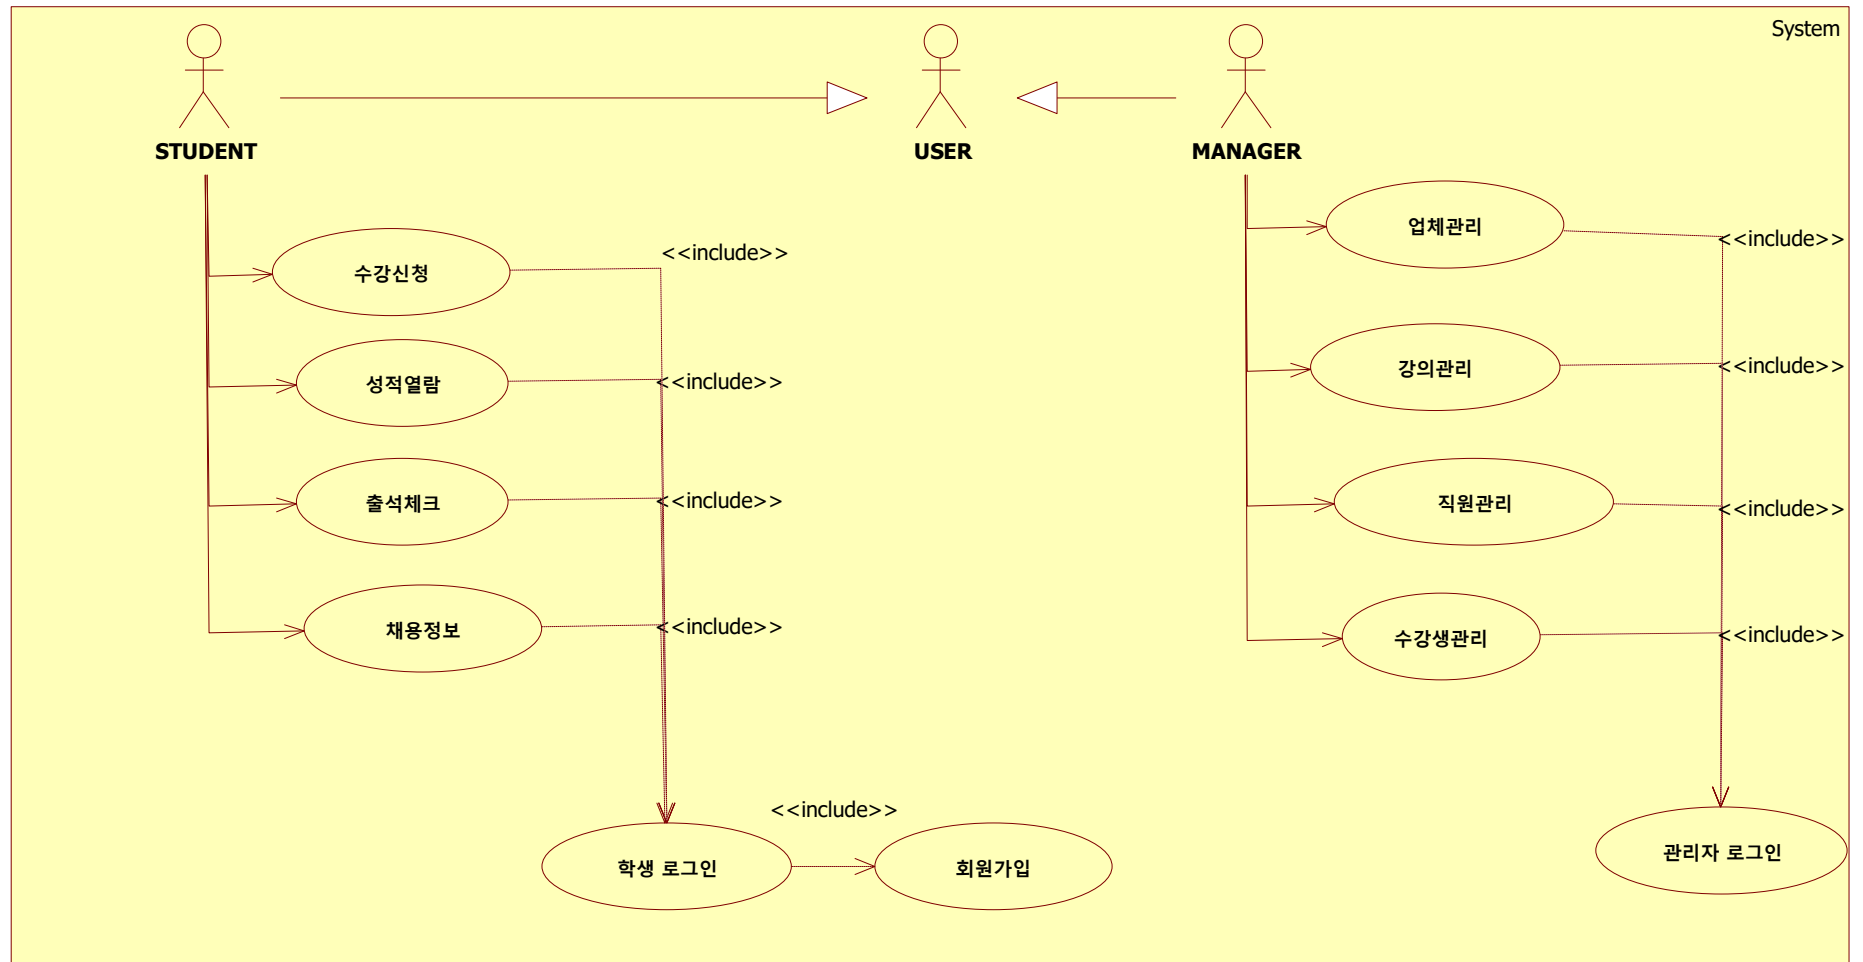 System
STUDENT
USER
MANAGER
업체관리
<<include>>
수강신청
<<include>>
강의관리
<<include>>
성적열람
<<include>>
출석체크
<<include>>
직원관리
<<include>>
채용정보
<<include>>
수강생관리
<<include>>
<<include>>
학생 로그인
회원가입
관리자 로그인